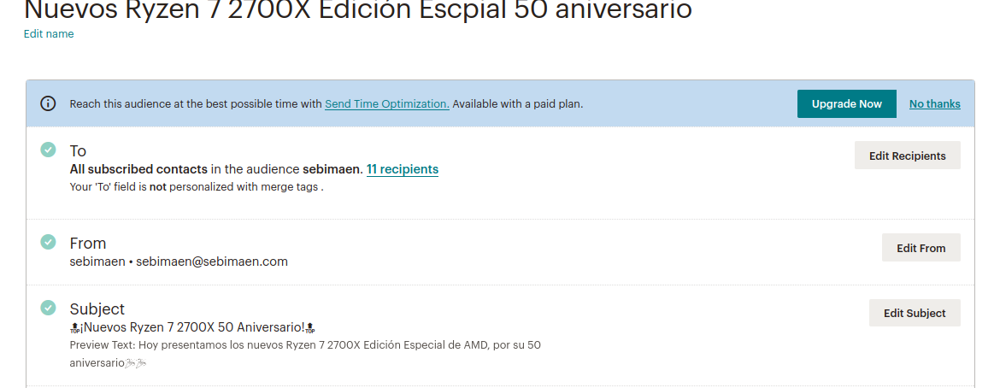 Nuevos Ryzen 7 2700X Edición Escpial 50 aniversario
Edit name
Reach this audience at the best possible time with Send Time Optimization. Available with a paid plan.
Upgrade Now
No thanks
To
All subscribed contacts in the audience sebimaen. 11 recipients
Your 'To' field is not personalized with merge tags .
Edit Recipients
From
sebimaen • sebimaen@sebimaen.com
Edit From
Subject
🔝¡Nuevos Ryzen 7 2700X 50 Aniversario!🔝
Preview Text: Hoy presentamos los nuevos Ryzen 7 2700X Edición Especial de AMD, por su 50
aniversario
Edit Subject